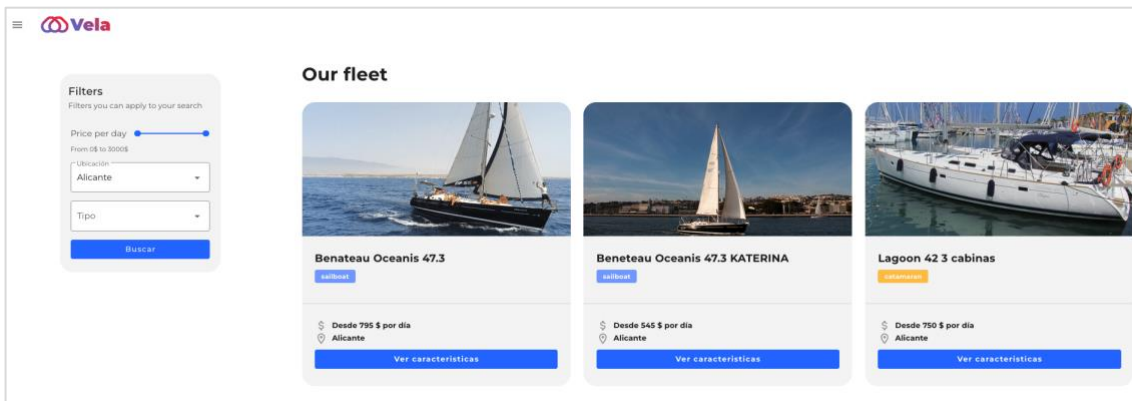 Vela
Filters
Filters you can apply to your search
Price per day
From 0$ to 3000$
Ubicación
Alicante
Tipo
Buscar
Our fleet
Benateau Oceanis 47.3
sailboat
Desde 795 $ por día
Alicante
Ver caracteristicas
Beneteau Oceanis 47.3 KATERINA
sailboat
Desde 545 $ por día
Alicante
Ver caracteristicas
Lagoon 42 3 cabinas
catamaran
Desde 750 $ por día
Alicante
Ver caracteristicas